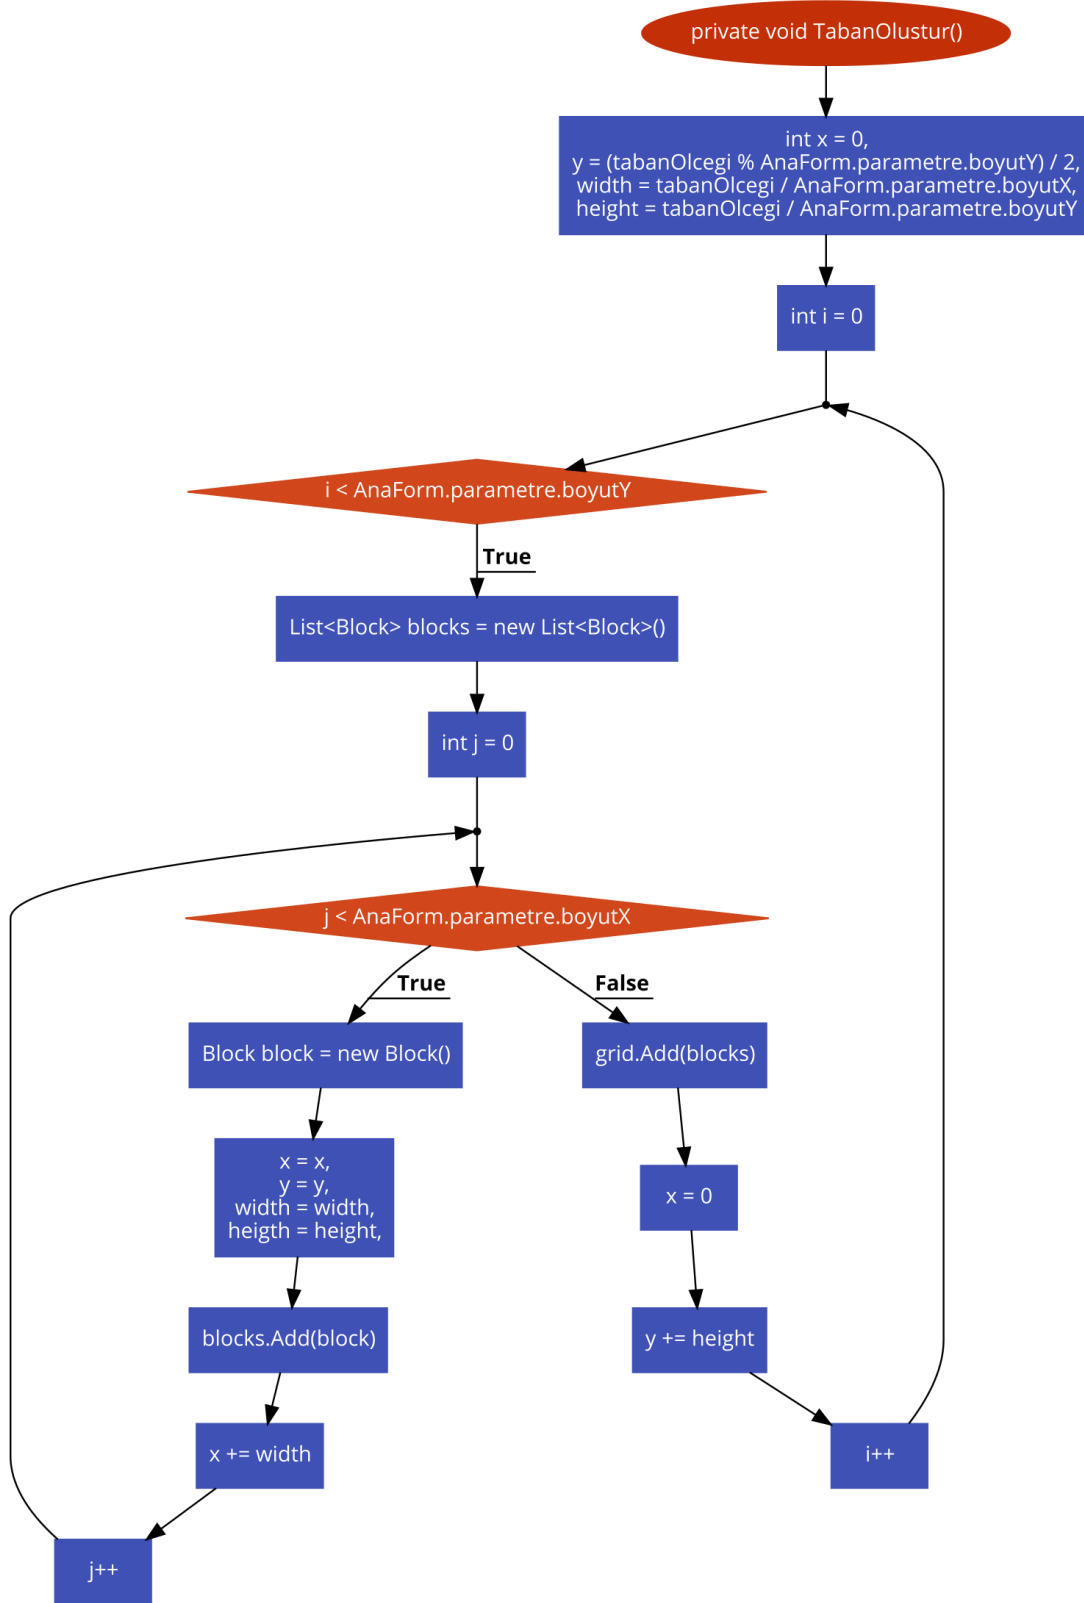 private void TabanOlustur()
int x = 0,
y = (tabanOlcegi % AnaForm.parametre.boyutY) / 2,
width = tabanOlcegi / AnaForm.parametre.boyutX,
height = tabanOlcegi / AnaForm.parametre.boyutY
int i = 0
i < AnaForm.parametre.boyutY
True
List<Block> blocks = new List<Block>()
int j = 0
j < AnaForm.parametre.boyutX
True
False
Block block = new Block()
grid.Add(blocks)
x = x,
y = y,
width = width,
heigth = height,
x = 0
blocks.Add(block)
y += height
x += width
i++
j++